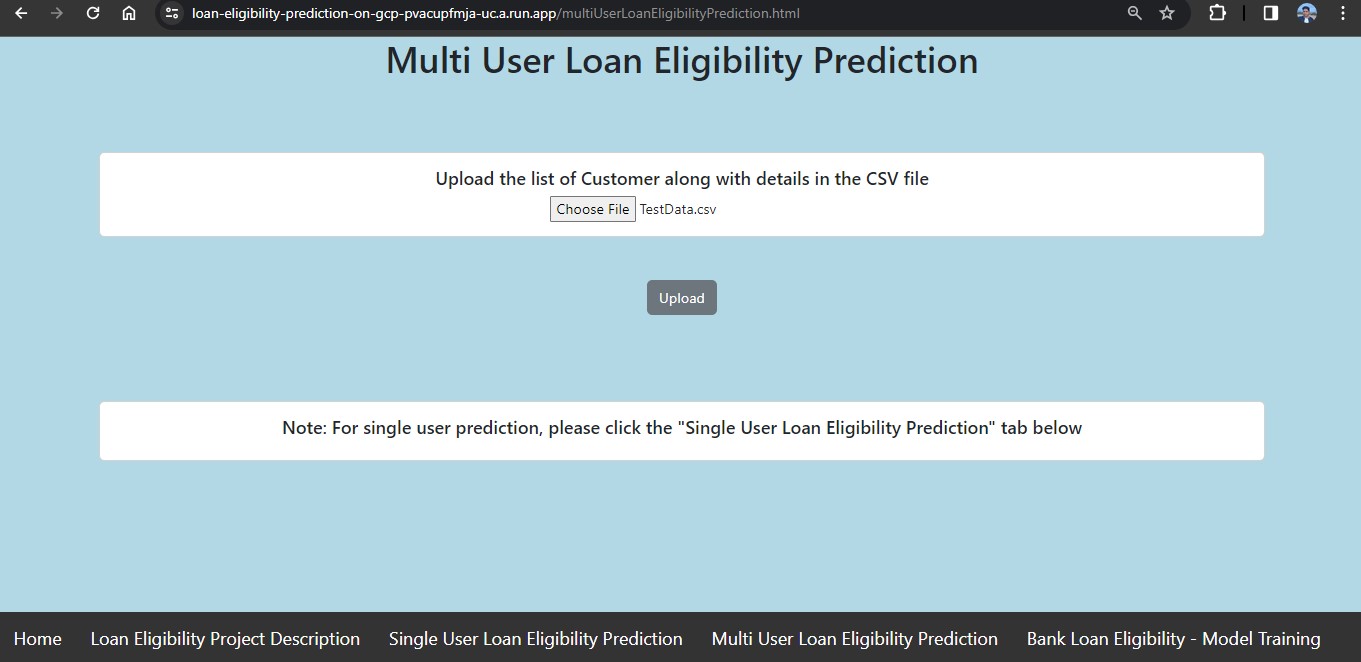 loan-eligibility-prediction-on-gcp-pvacupfmja-uc.a.run.app/multiUserLoanEligibilityPrediction.html
Multi User Loan Eligibility Prediction
Upload the list of Customer along with details in the CSV file
Choose File TestData.csv
Upload
Note: For single user prediction, please click the "Single User Loan Eligibility Prediction" tab below
Home Loan Eligibility Project Description Single User Loan Eligibility Prediction Multi User Loan Eligibility Prediction Bank Loan Eligibility - Model Training